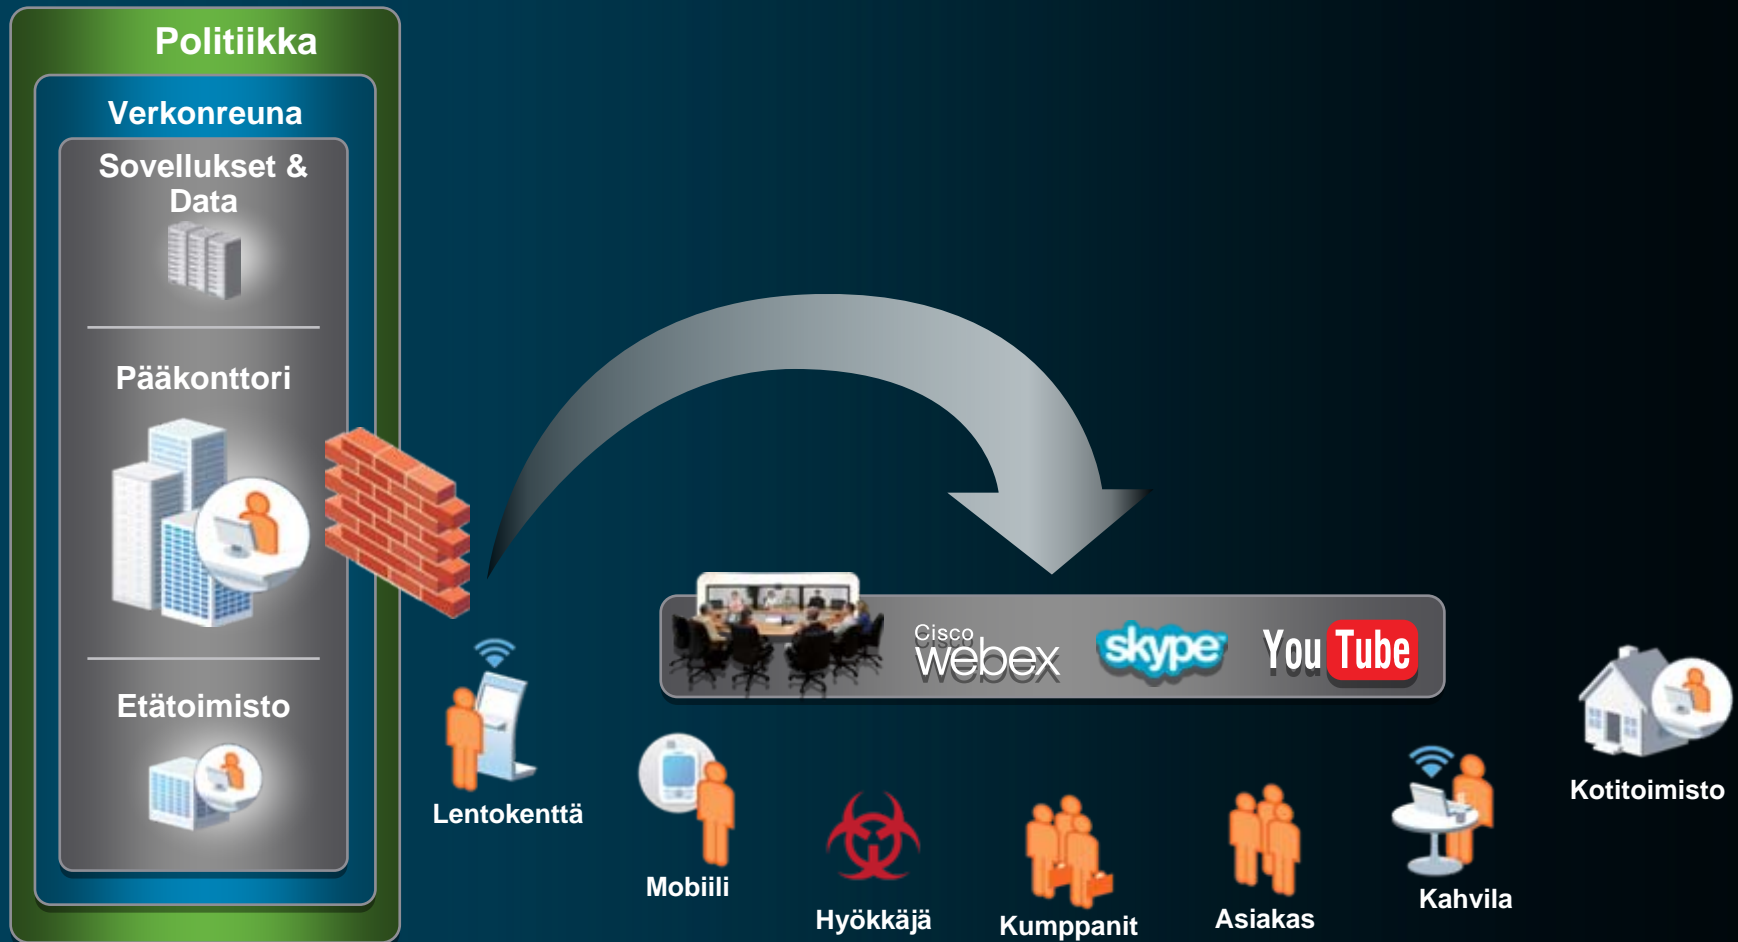 Politiikka
Verkonreuna
Sovellukset &
Data
Pääkonttori
Etätoimisto
Cisco
webex
skype
You Tube
Lentokenttä
Mobiili
Hyökkäjä
Kumppanit
Asiakas
Kahvila
Kotitoimisto